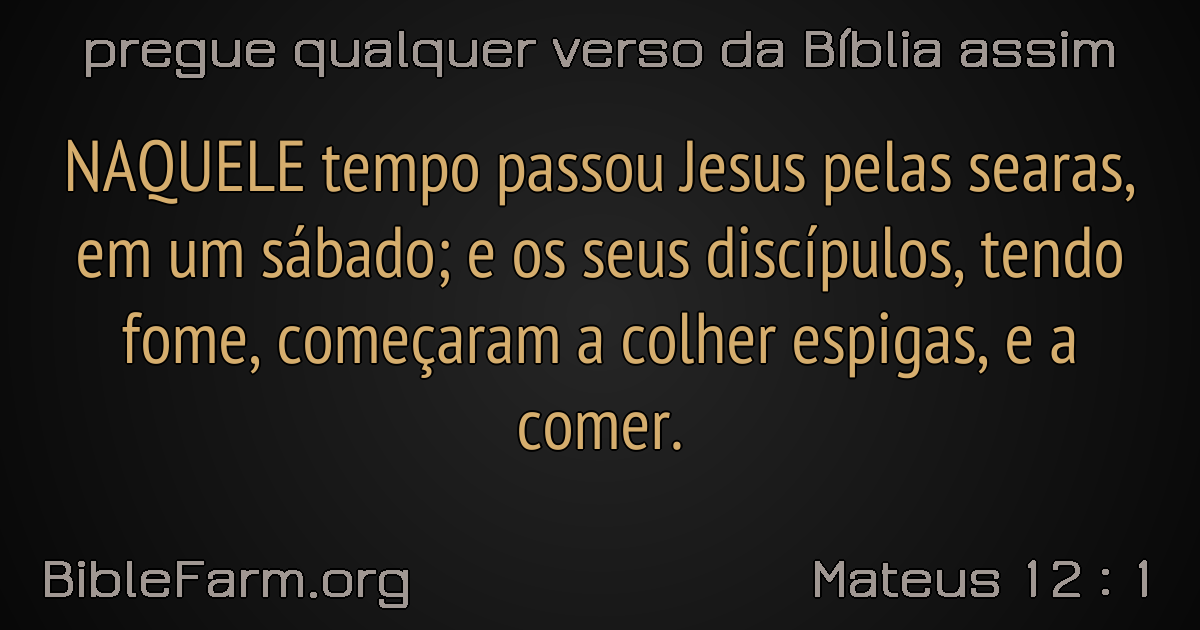 pregue qualquer verso da Bíblia assim
NAQUELE tempo passou Jesus pelas searas,
em um sábado; e os seus discípulos, tendo
fome, começaram a colher espigas, e a
comer.
BibleFarm.org
Mateus 12 : 1